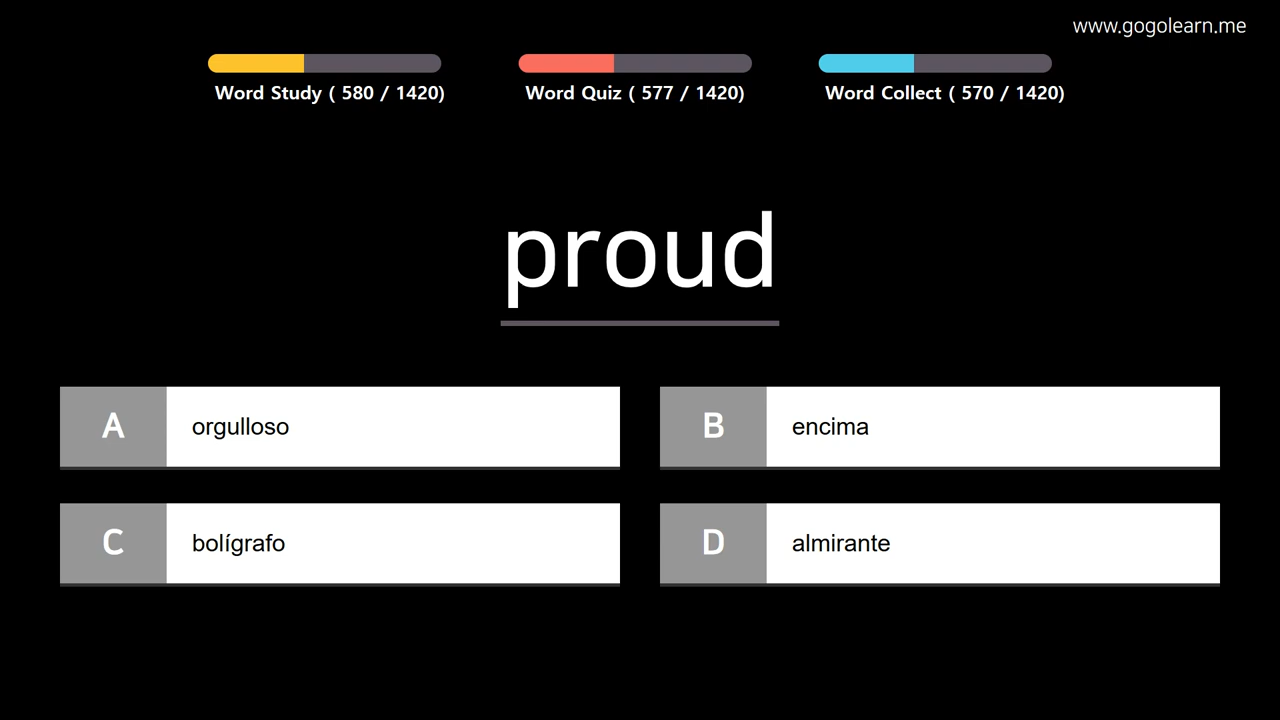 www.gogolearn.me
Word Study ( 580 / 1420)
Word Quiz ( 577 / 1420)
Word Collect ( 570 / 1420)
proud
A orgulloso
B encima
C bolígrafo
D almirante